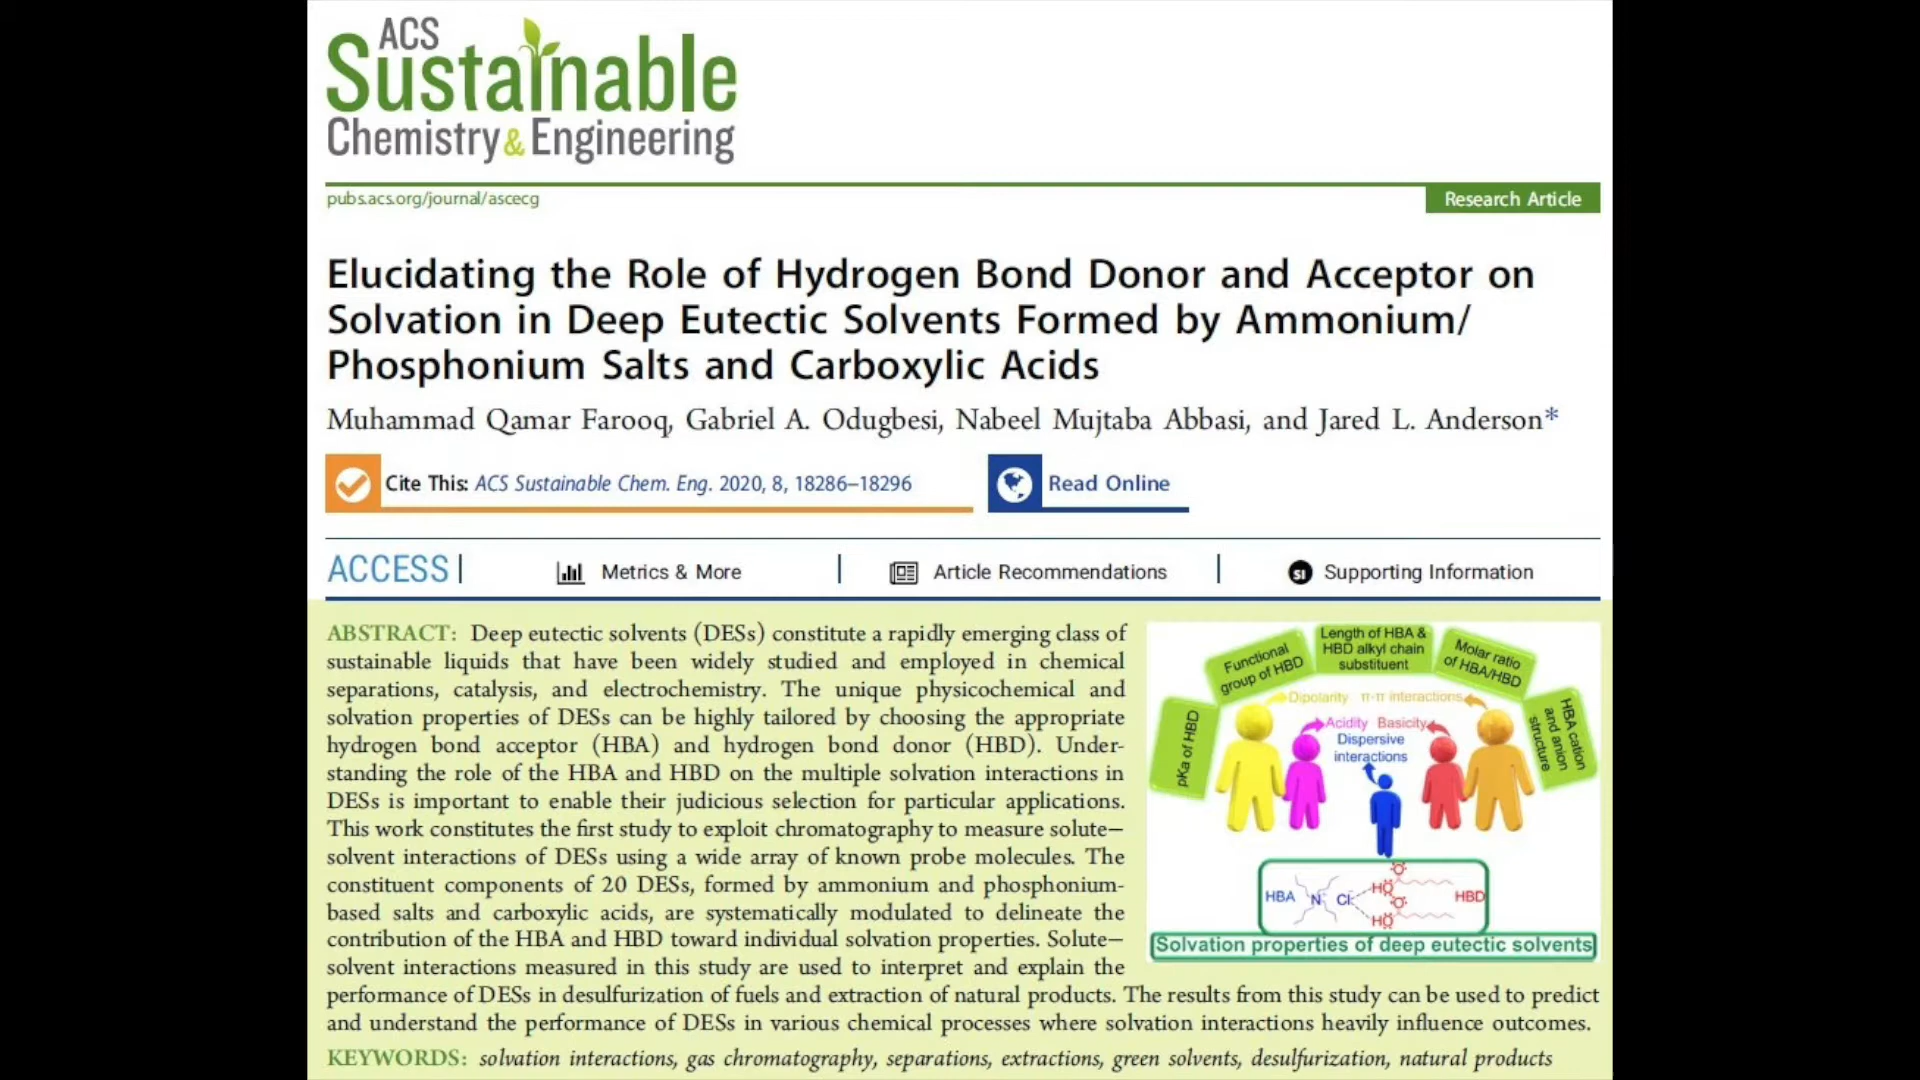 ACS
Sustainable
Chemistry & Engineering
pubs.acs.org/journal/ascecg
Research Article
Elucidating the Role of Hydrogen Bond Donor and Acceptor on
Solvation in Deep Eutectic Solvents Formed by Ammonium/
Phosphonium Salts and Carboxylic Acids
Muhammad Qamar Farooq, Gabriel A. Odugbesi, Nabeel Mujtaba Abbasi, and Jared L. Anderson*
Cite This: ACS Sustainable Chem. Eng. 2020, 8, 18286–18296
Read Online
ACCESS
Metrics & More
Article Recommendations
SI Supporting Information
ABSTRACT: Deep eutectic solvents (DESs) constitute a rapidly emerging class of
sustainable liquids that have been widely studied and employed in chemical
separations, catalysis, and electrochemistry. The unique physicochemical and
solvation properties of DESs can be highly tailored by choosing the appropriate
hydrogen bond acceptor (HBA) and hydrogen bond donor (HBD). Under-
standing the role of the HBA and HBD on the multiple solvation interactions in
DESs is important to enable their judicious selection for particular applications.
This work constitutes the first study to exploit chromatography to measure solute–
solvent interactions of DESs using a wide array of known probe molecules. The
constituent components of 20 DESs, formed by ammonium and phosphonium-
based salts and carboxylic acids, are systematically modulated to delineate the
contribution of the HBA and HBD toward individual solvation properties. Solute–
solvent interactions measured in this study are used to interpret and explain the
performance of DESs in desulfurization of fuels and extraction of natural products. The results from this study can be used to predict
and understand the performance of DESs in various chemical processes where solvation interactions heavily influence outcomes.
KEYWORDS: solvation interactions, gas chromatography, separations, extractions, green solvents, desulfurization, natural products
pKa of HBD
Functional
group of HBD
Length of HBA &
HBD alkyl chain
substituent
Molar ratio
of HBA/HBD
HBA cation
and anion
structure
Dipolarity
π-π interactions
Acidity
Basicity
Dispersive
interactions
HBA
N
Cl
HO
O
O
HO
HBD
Solvation properties of deep eutectic solvents